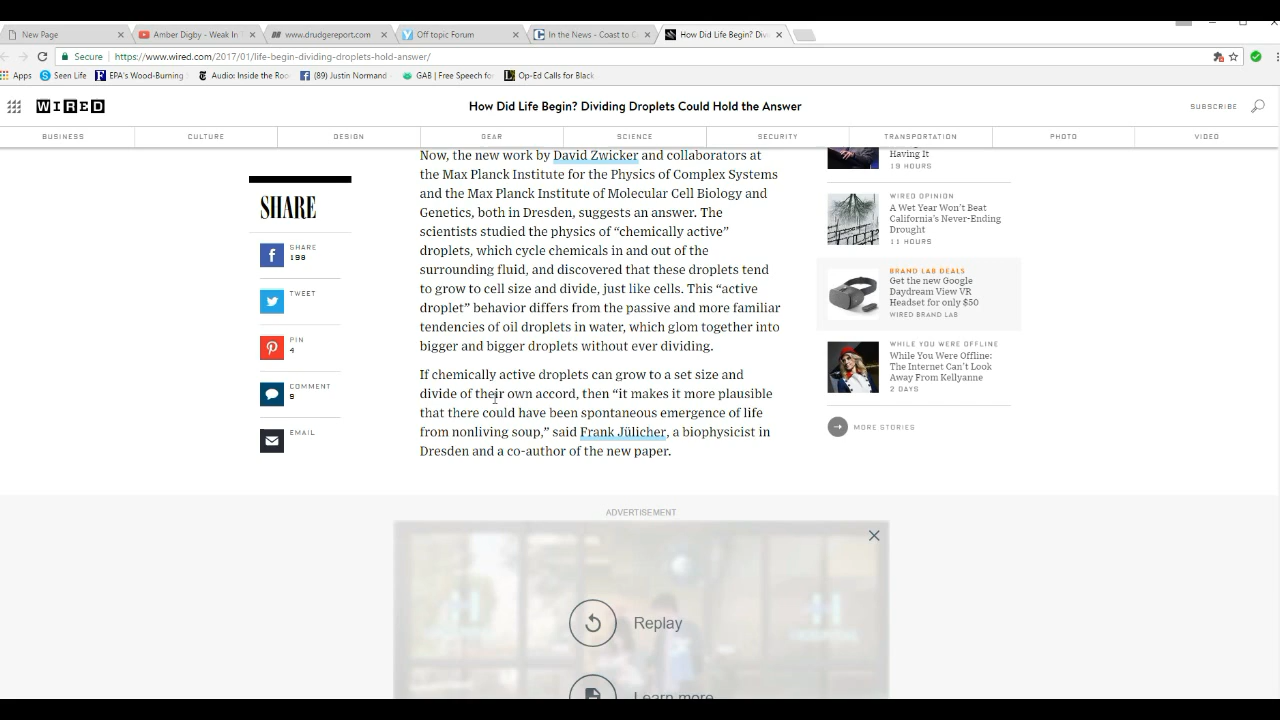 New Page
Amber Digby - Weak In T
www.drudgereport.com
Off topic Forum
In the News - Coast to C
How Did Life Begin? Div
Secure
https://www.wired.com/2017/01/life-begin-dividing-droplets-hold-answer/
Apps
Seen Life
EPA's Wood-Burning
Audio: Inside the Roo
(89) Justin Normand
GAB | Free Speech fo
Op-Ed Calls for Black
WIRED
How Did Life Begin? Dividing Droplets Could Hold the Answer
SUBSCRIBE
BUSINESS
CULTURE
DESIGN
GEAR
SCIENCE
SECURITY
TRANSPORTATION
PHOTO
VIDEO
SHARE
SHARE
198
TWEET
PIN
4
COMMENT
9
EMAIL
Now, the new work by David Zwicker and collaborators at
the Max Planck Institute for the Physics of Complex Systems
and the Max Planck Institute of Molecular Cell Biology and
Genetics, both in Dresden, suggests an answer. The
scientists studied the physics of “chemically active”
droplets, which cycle chemicals in and out of the
surrounding fluid, and discovered that these droplets tend
to grow to cell size and divide, just like cells. This “active
droplet” behavior differs from the passive and more familiar
tendencies of oil droplets in water, which glom together into
bigger and bigger droplets without ever dividing.
If chemically active droplets can grow to a set size and
divide of their own accord, then “it makes it more plausible
that there could have been spontaneous emergence of life
from nonliving soup,” said Frank Jülicher, a biophysicist in
Dresden and a co-author of the new paper.
Having It
19 HOURS
WIRED OPINION
A Wet Year Won’t Beat
California’s Never-Ending
Drought
11 HOURS
BRAND LAB DEALS
Get the new Google
Daydream View VR
Headset for only $50
WIRED BRAND LAB
WHILE YOU WERE OFFLINE
While You Were Offline:
The Internet Can’t Look
Away From Kellyanne
2 DAYS
MORE STORIES
ADVERTISEMENT
Replay
Learn more